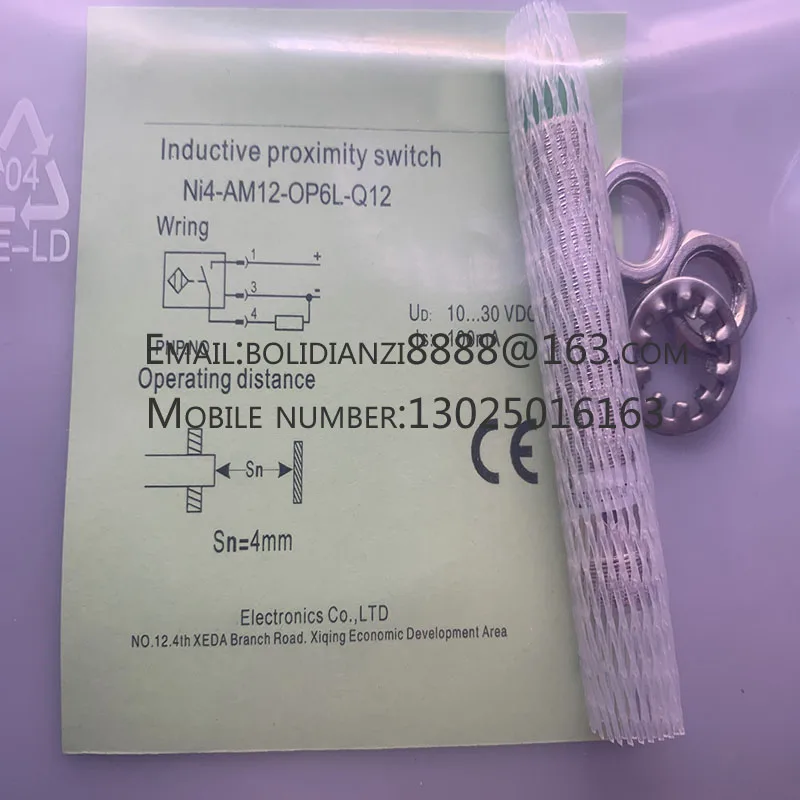 Inductive proximity switch
Ni4-AM12-OP6L-Q12
Wring
1 +
3 -
4
PNP.NO
UD: 10...30 VDC
Is: 100mA
EMAIL:BOLIDIANZI8888@163.COM
Operating distance
MOBILE NUMBER:13025016163
Sn
CE
Sn=4mm
Electronics Co.,LTD
NO.12.4th XEDA Branch Road. Xiqing Economic Development Area
04
E-LD